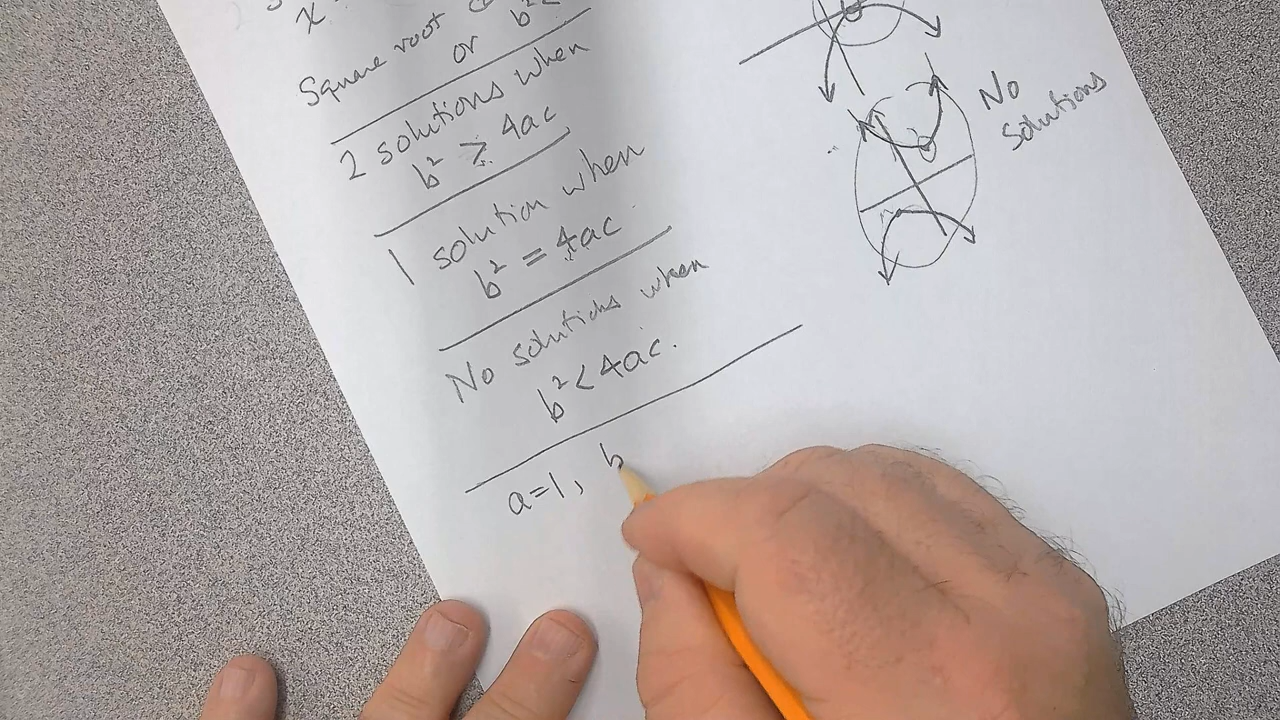 x
Square root
or b²<
2 solutions when
b² > 4ac
1 solution when
b² = 4ac.
No solutions when
b² < 4ac.
a=1, b
No
solutions